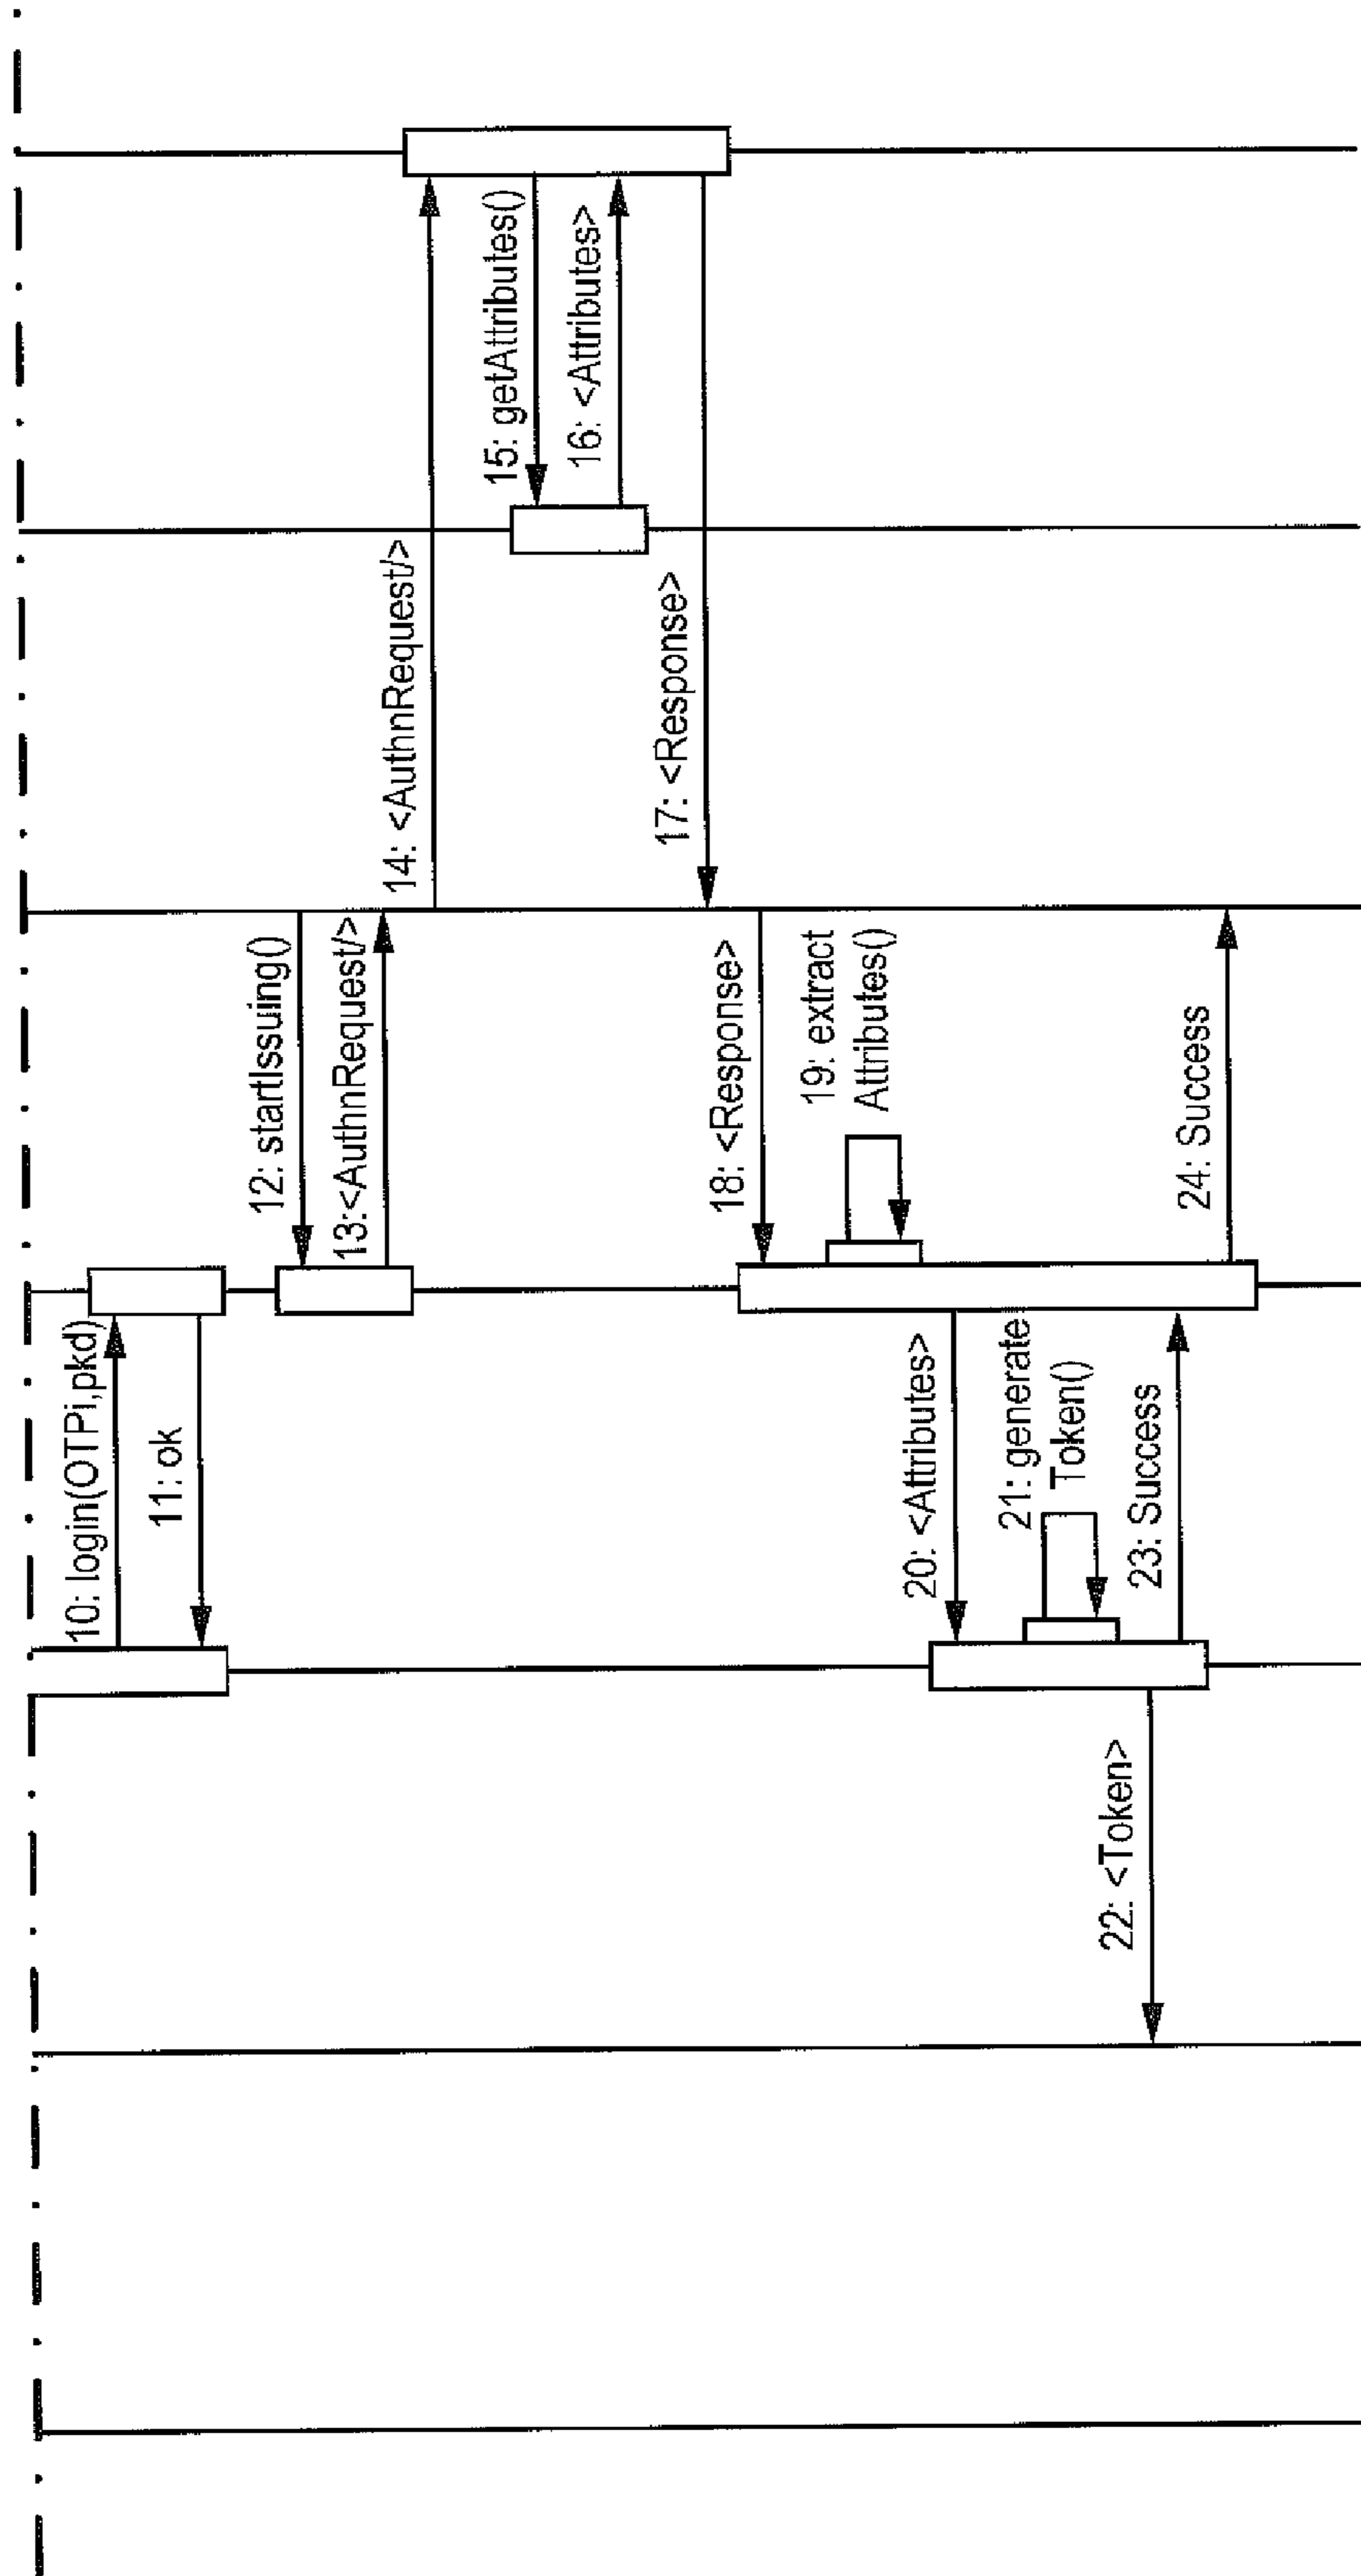 10: login(OTPi,pkd)
11: ok
12: startIssuing()
13:<AuthnRequest/>
14: <AuthnRequest/>
15: getAttributes()
16: <Attributes>
17: <Response>
18: <Response>
19: extract
Attributes()
20: <Attributes>
21: generate
Token()
22: <Token>
23: Success
24: Success